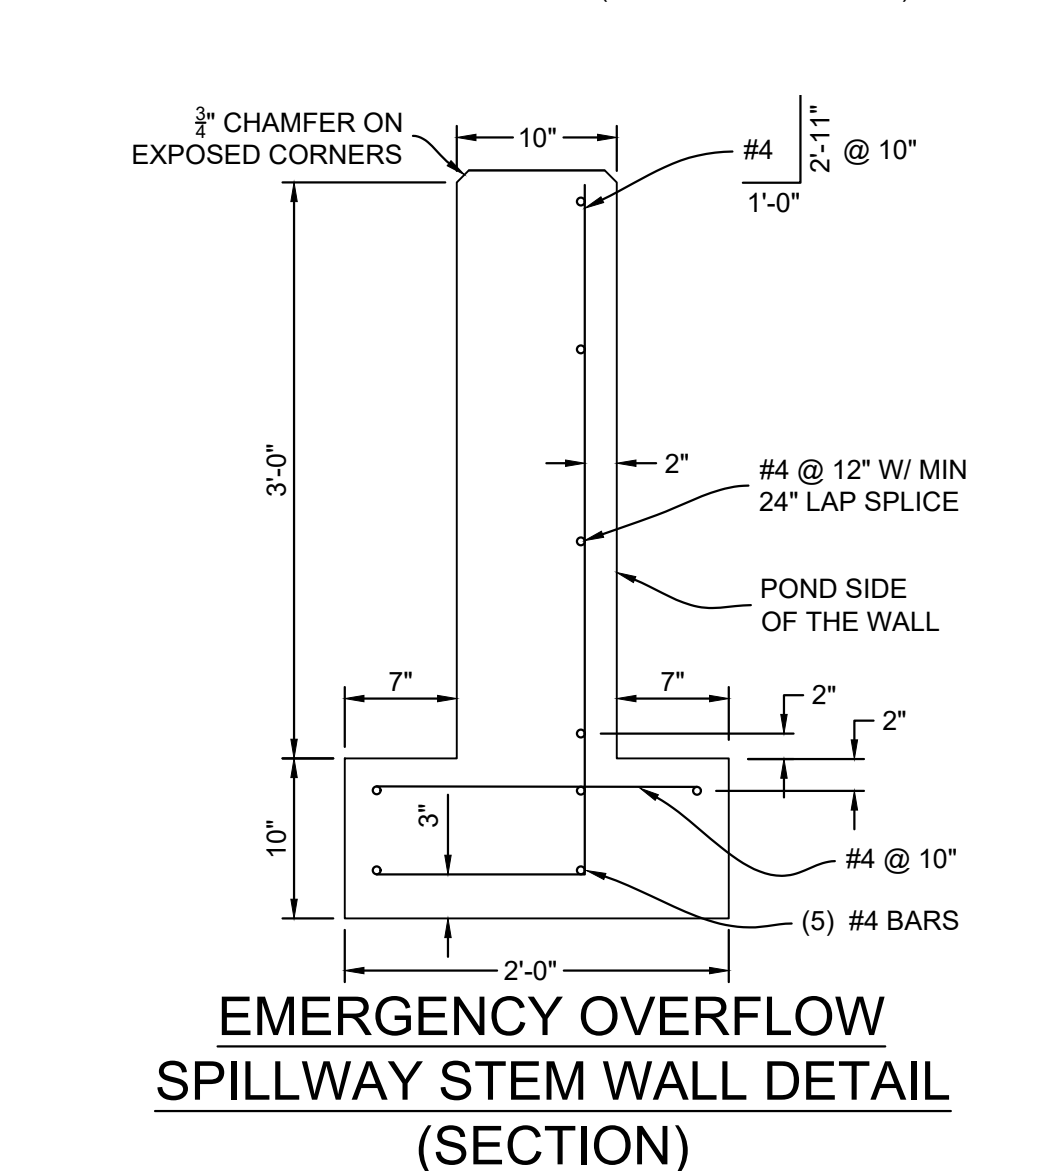 ¾" CHAMFER ON
EXPOSED CORNERS
10"
#4
2'-11"
@ 10"
1'-0"
3'-0"
2"
#4 @ 12" W/ MIN
24" LAP SPLICE
POND SIDE
OF THE WALL
7"
7"
2"
2"
10"
3"
#4 @ 10"
(5) #4 BARS
2'-0"
EMERGENCY OVERFLOW
SPILLWAY STEM WALL DETAIL
(SECTION)